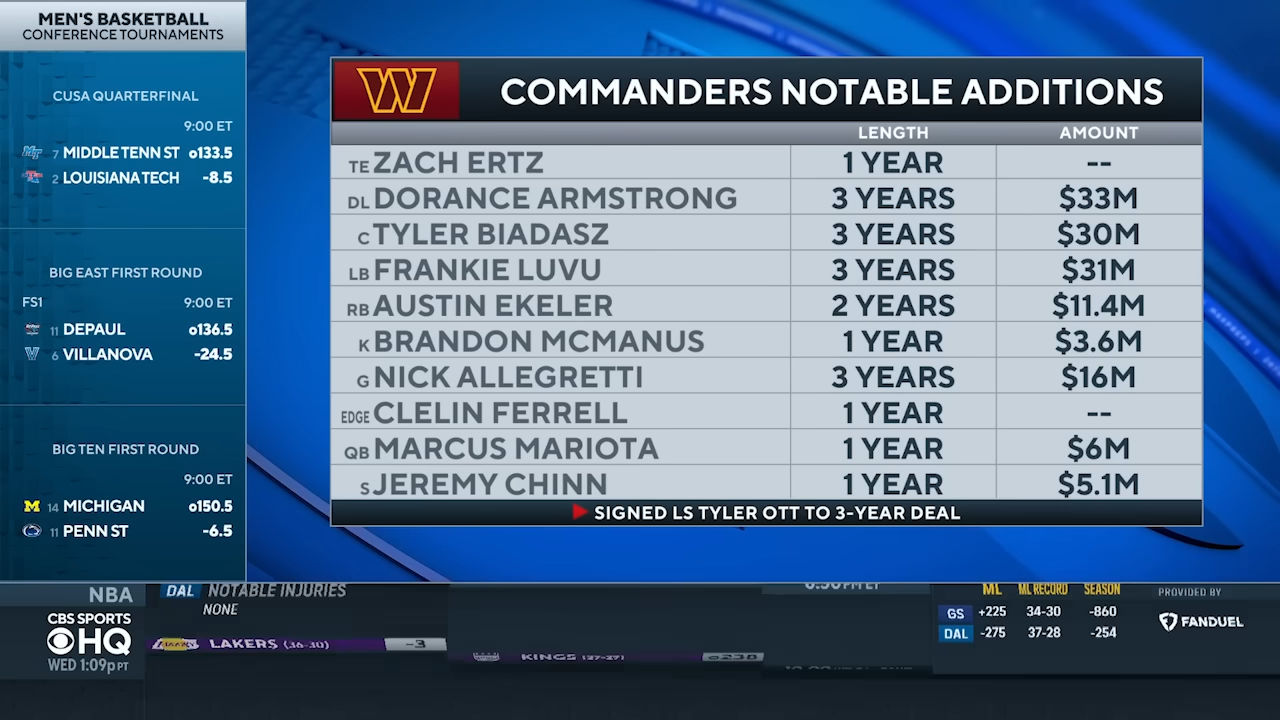 MEN'S BASKETBALL
CONFERENCE TOURNAMENTS
CUSA QUARTERFINAL
9:00 ET
7 MIDDLE TENN ST o133.5
2 LOUISIANA TECH -8.5
BIG EAST FIRST ROUND
FS1 9:00 ET
11 DEPAUL o136.5
6 VILLANOVA -24.5
BIG TEN FIRST ROUND
9:00 ET
M 14 MICHIGAN o150.5
11 PENN ST -6.5
W COMMANDERS NOTABLE ADDITIONS
LENGTH AMOUNT
TE ZACH ERTZ 1 YEAR --
DL DORANCE ARMSTRONG 3 YEARS $33M
C TYLER BIADASZ 3 YEARS $30M
LB FRANKIE LUVU 3 YEARS $31M
RB AUSTIN EKELER 2 YEARS $11.4M
K BRANDON MCMANUS 1 YEAR $3.6M
G NICK ALLEGRETTI 3 YEARS $16M
EDGE CLELIN FERRELL 1 YEAR --
QB MARCUS MARIOTA 1 YEAR $6M
S JEREMY CHINN 1 YEAR $5.1M
SIGNED LS TYLER OTT TO 3-YEAR DEAL
NBA
CBS SPORTS
HQ
WED 1:09p PT
DAL NOTABLE INJURIES
NONE
LAKERS (36-30) -3
KINGS (37-27)
ML ML RECORD SEASON
GS +225 34-30 -860
DAL -275 37-28 -254
PROVIDED BY
FANDUEL